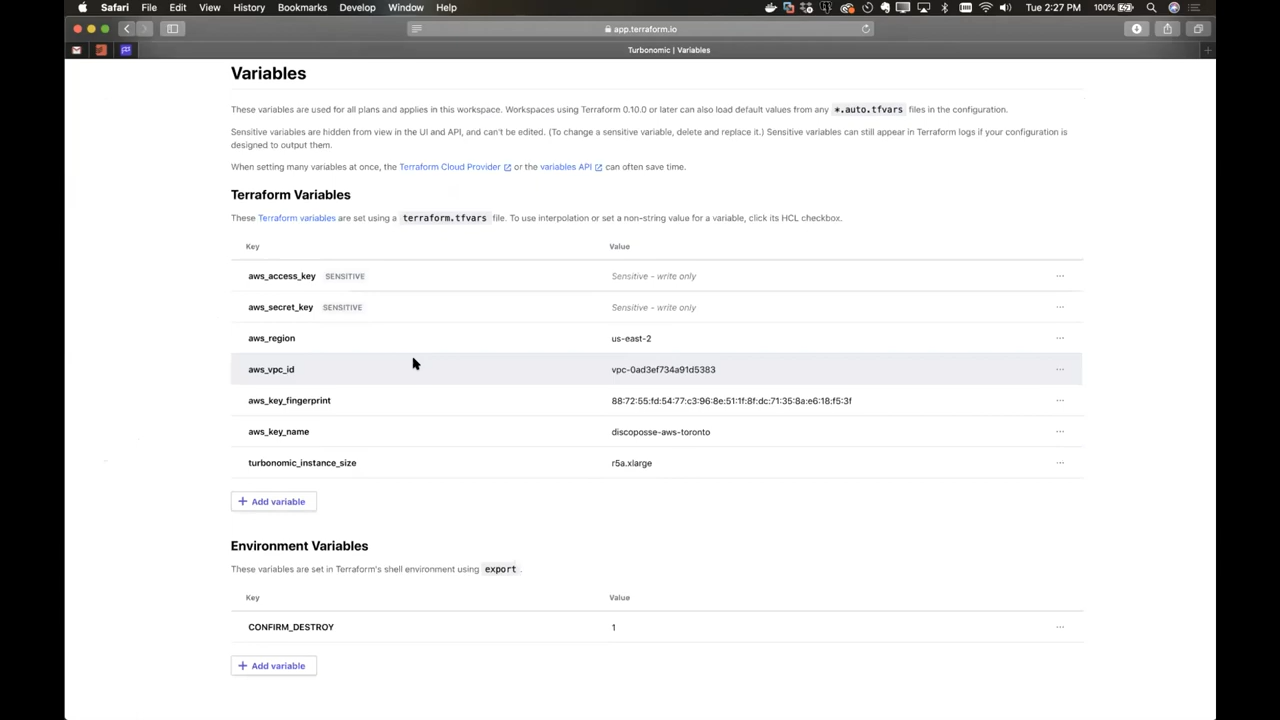 Safari File Edit View History Bookmarks Develop Window Help 100% Tue 2:27 PM
app.terraform.io
Turbonomic | Variables
Variables
These variables are used for all plans and applies in this workspace. Workspaces using Terraform 0.10.0 or later can also load default values from any *.auto.tfvars files in the configuration.
Sensitive variables are hidden from view in the UI and API, and can't be edited. (To change a sensitive variable, delete and replace it.) Sensitive variables can still appear in Terraform logs if your configuration is
designed to output them.
When setting many variables at once, the Terraform Cloud Provider or the variables API can often save time.
Terraform Variables
These Terraform variables are set using a terraform.tfvars file. To use interpolation or set a non-string value for a variable, click its HCL checkbox.
Key Value
aws_access_key SENSITIVE Sensitive - write only ...
aws_secret_key SENSITIVE Sensitive - write only ...
aws_region us-east-2 ...
aws_vpc_id vpc-0ad3ef734a91d5383 ...
aws_key_fingerprint 88:72:55:fd:54:77:c3:96:8e:51:1f:8f:dc:71:35:8a:e6:18:f5:3f ...
aws_key_name discoposse-aws-toronto ...
turbonomic_instance_size r5a.xlarge ...
+ Add variable
Environment Variables
These variables are set in Terraform's shell environment using export.
Key Value
CONFIRM_DESTROY 1 ...
+ Add variable